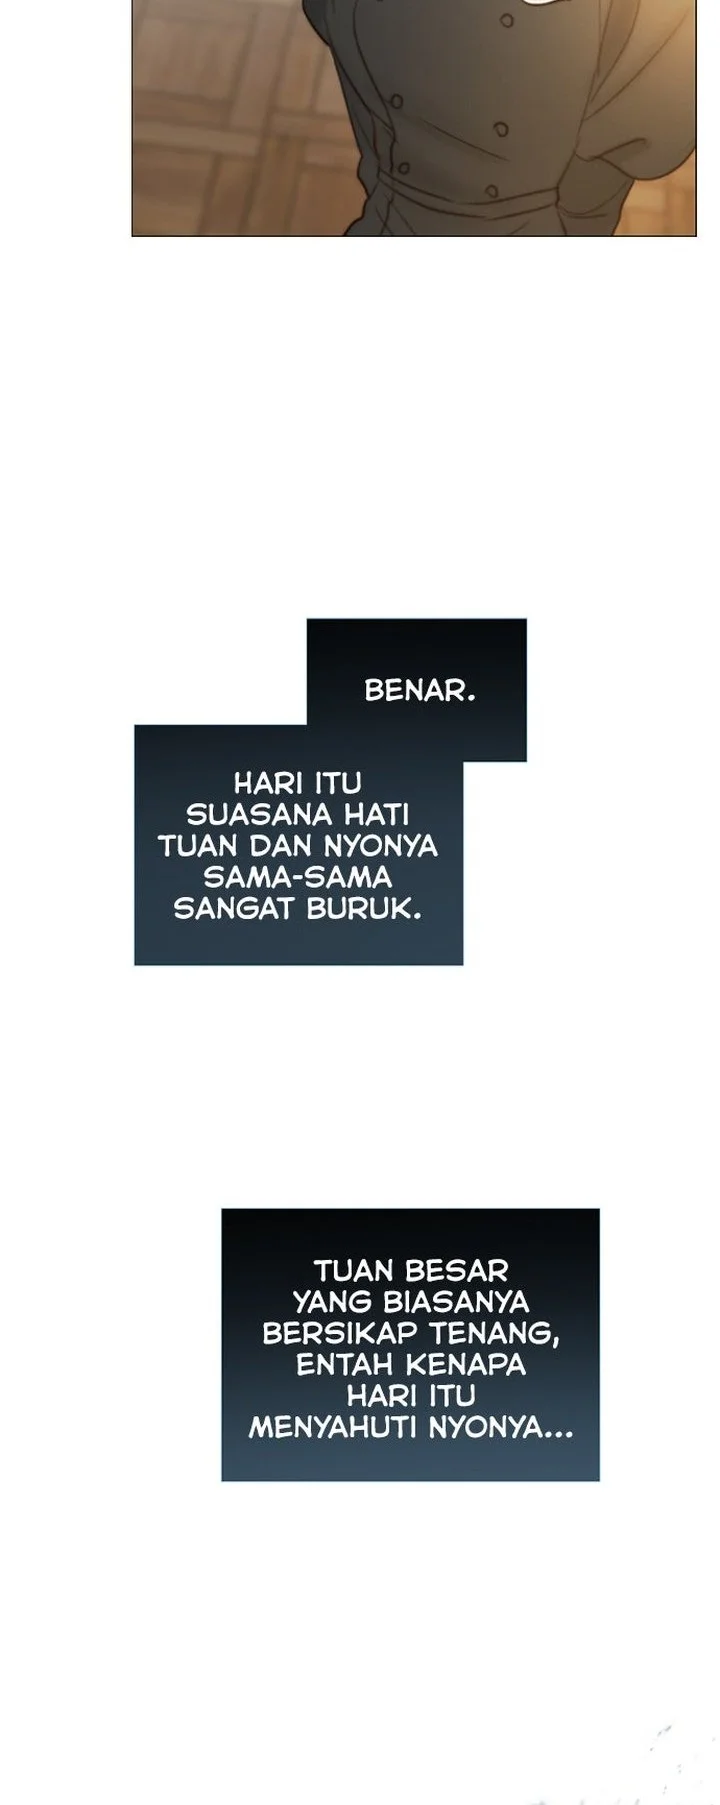 BENAR.
HARI ITU
SUASANA HATI
TUAN DAN NYONYA
SAMA-SAMA
SANGAT BURUK.
TUAN BESAR
YANG BIASANYA
BERSIKAP TENANG,
ENTAH KENAPA
HARI ITU
MENYAHUTI NYONYA...